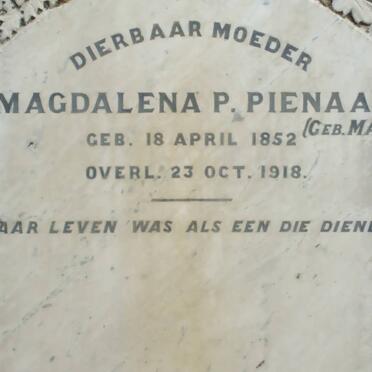 DIERBAAR MOEDER
MAGDALENA P. PIENAA
(GEB. MA
GEB. 18 APRIL 1852
OVERL. 23 OCT. 1918.
AAR LEVEN WAS ALS EEN DIE DIEN